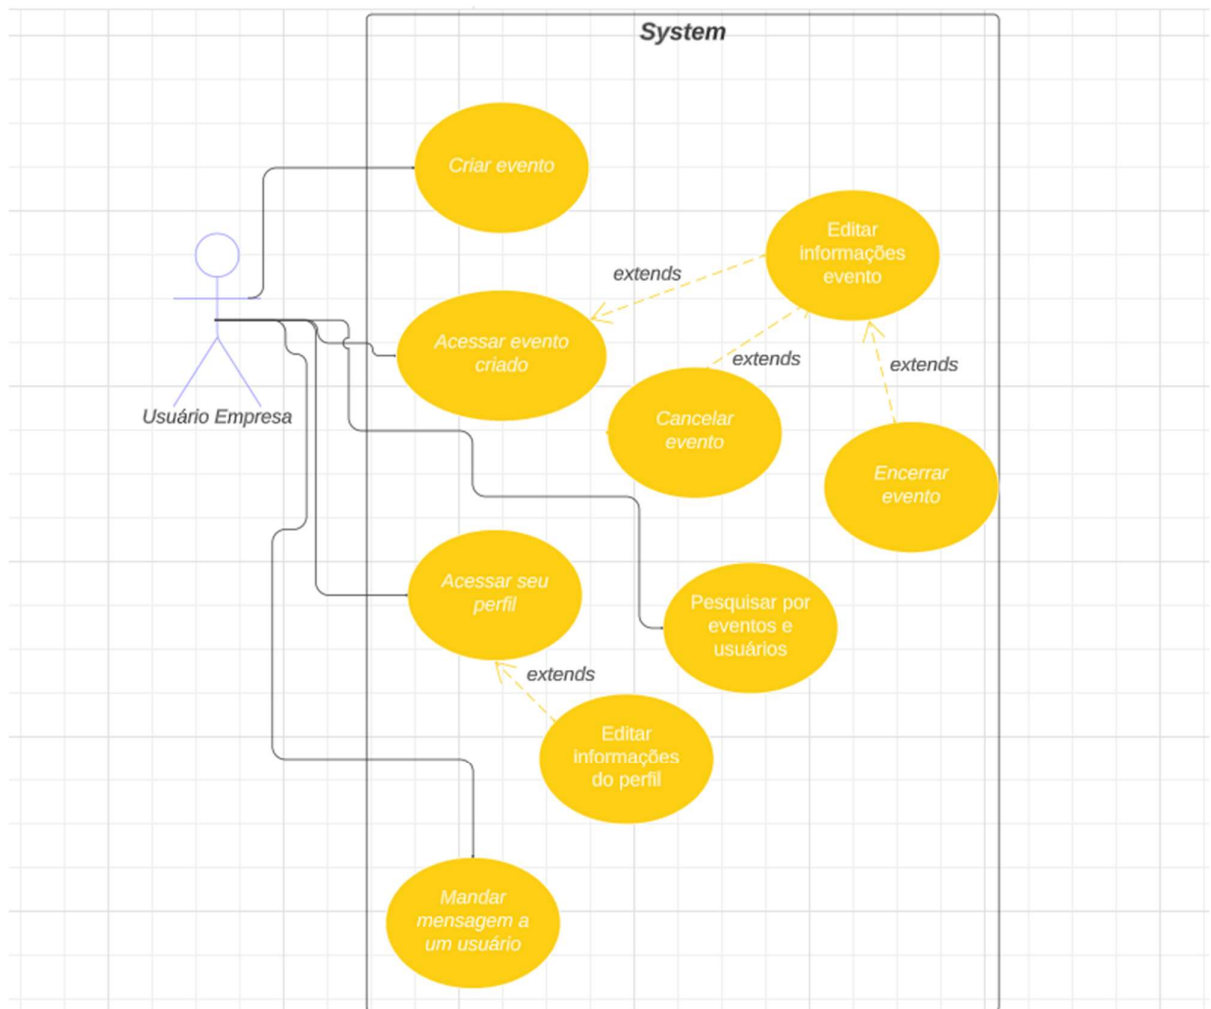 System
Criar evento
Editar
informações
evento
extends
Acessar evento
criado
extends
extends
Usuário Empresa
Cancelar
evento
Encerrar
evento
Acessar seu
perfil
Pesquisar por
eventos e
usuários
extends
Editar
informações
do perfil
Mandar
mensagem a
um usuário